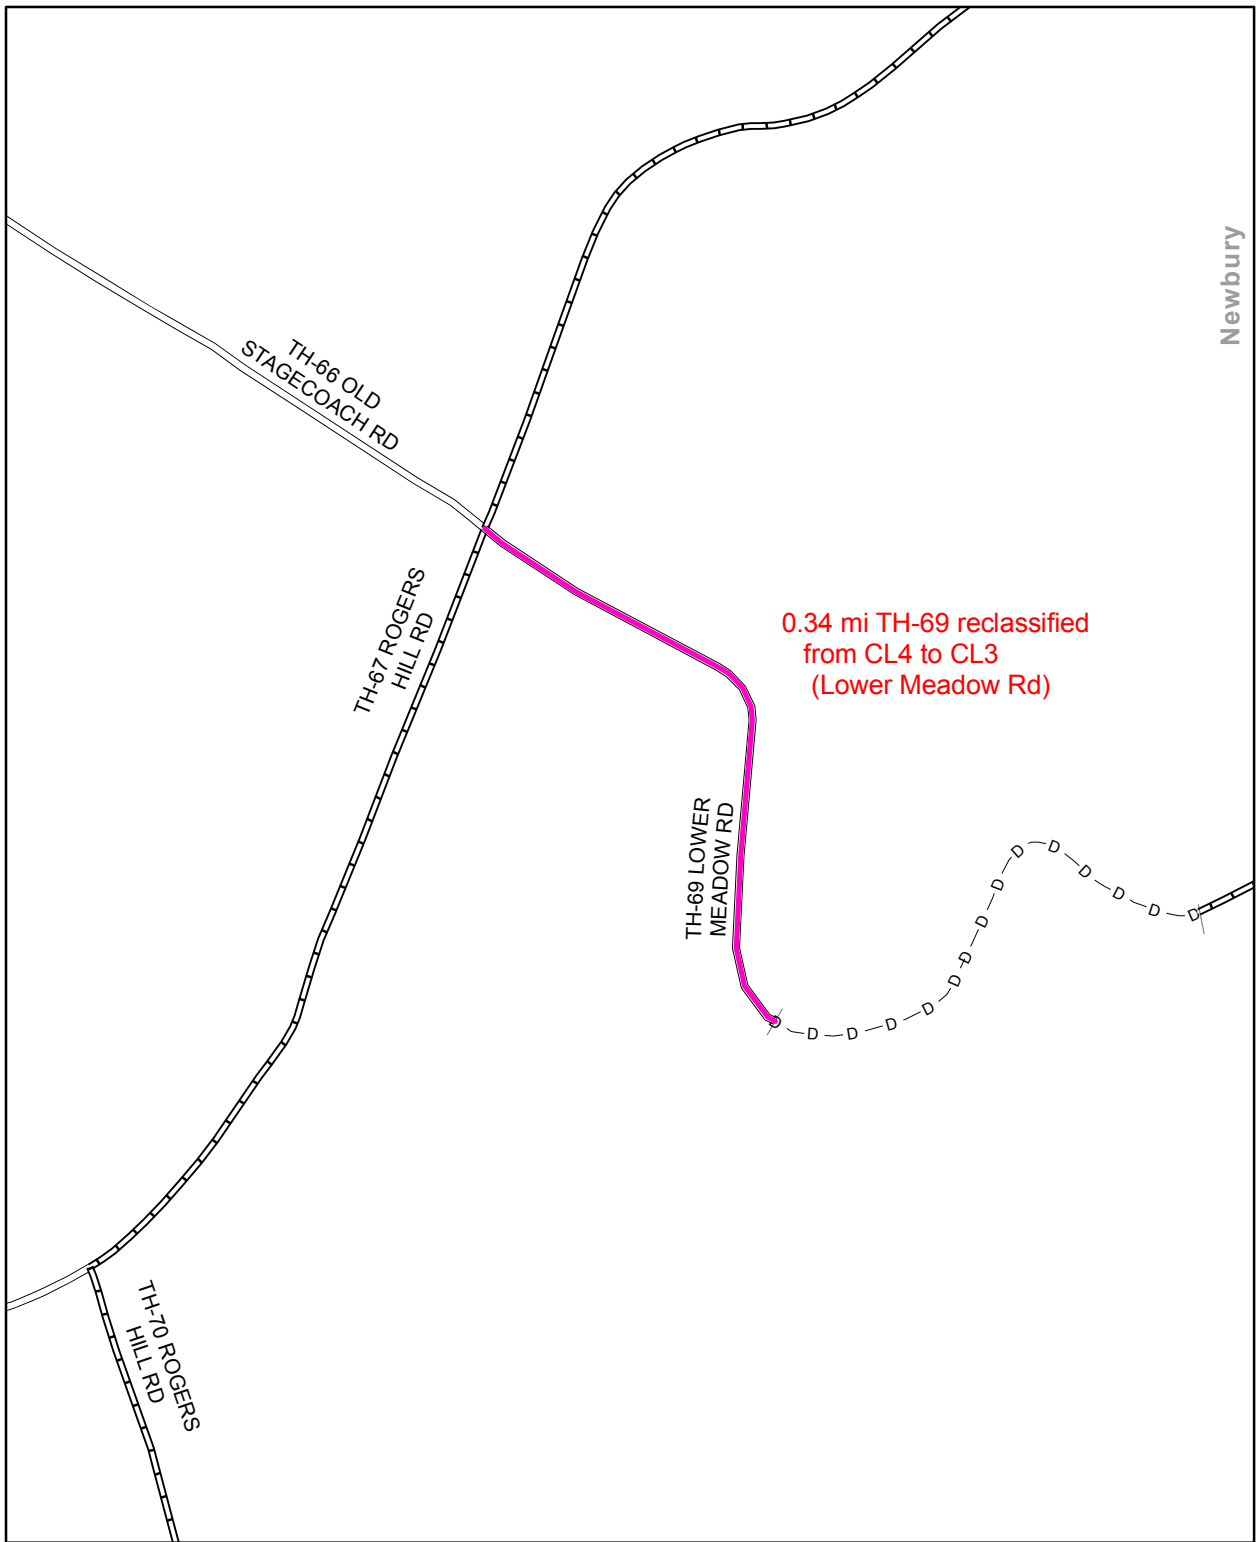 Newbury
TH-66 OLD
STAGECOACH RD
TH-67 ROGERS
HILL RD
0.34 mi TH-69 reclassified
from CL4 to CL3
(Lower Meadow Rd)
TH-69 LOWER
MEADOW RD
D D D D D D D D D D D D D D D D
TH-70 ROGERS
HILL RD